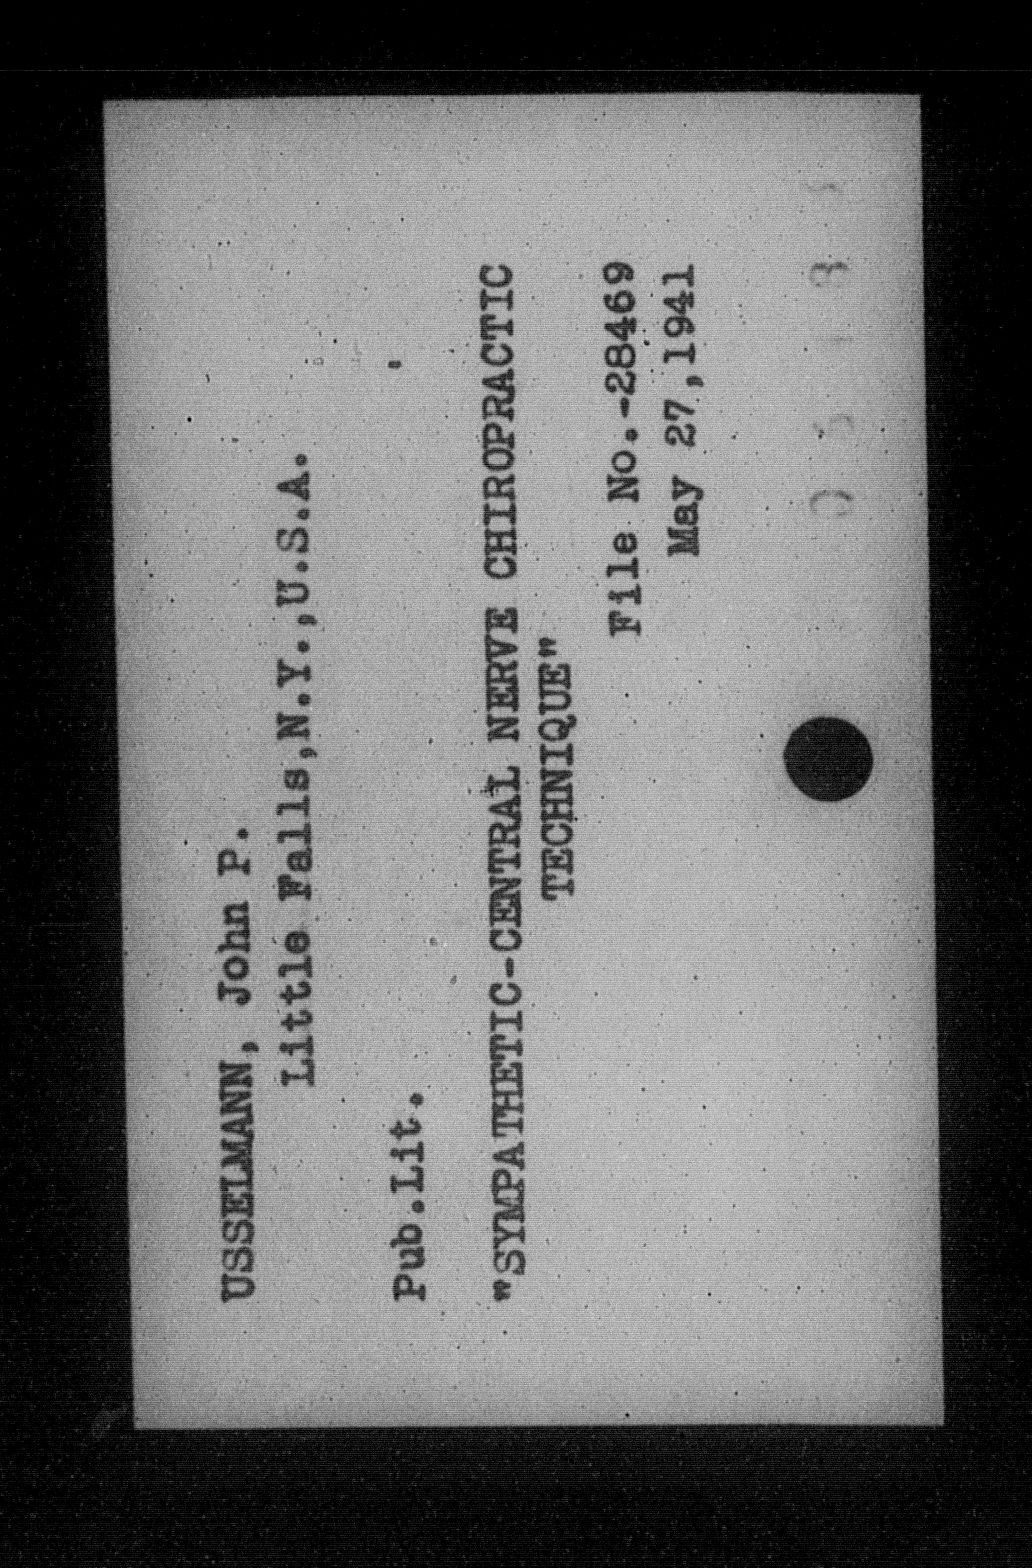 USSELMANN, John P.
Little Falls,N.Y.,U.S.A.
Pub.Lit.
"SYMPATHETIC-CENTRAL NERVE CHIROPRACTIC
TECHNIQUE"
File No.-28469
May 27,1941